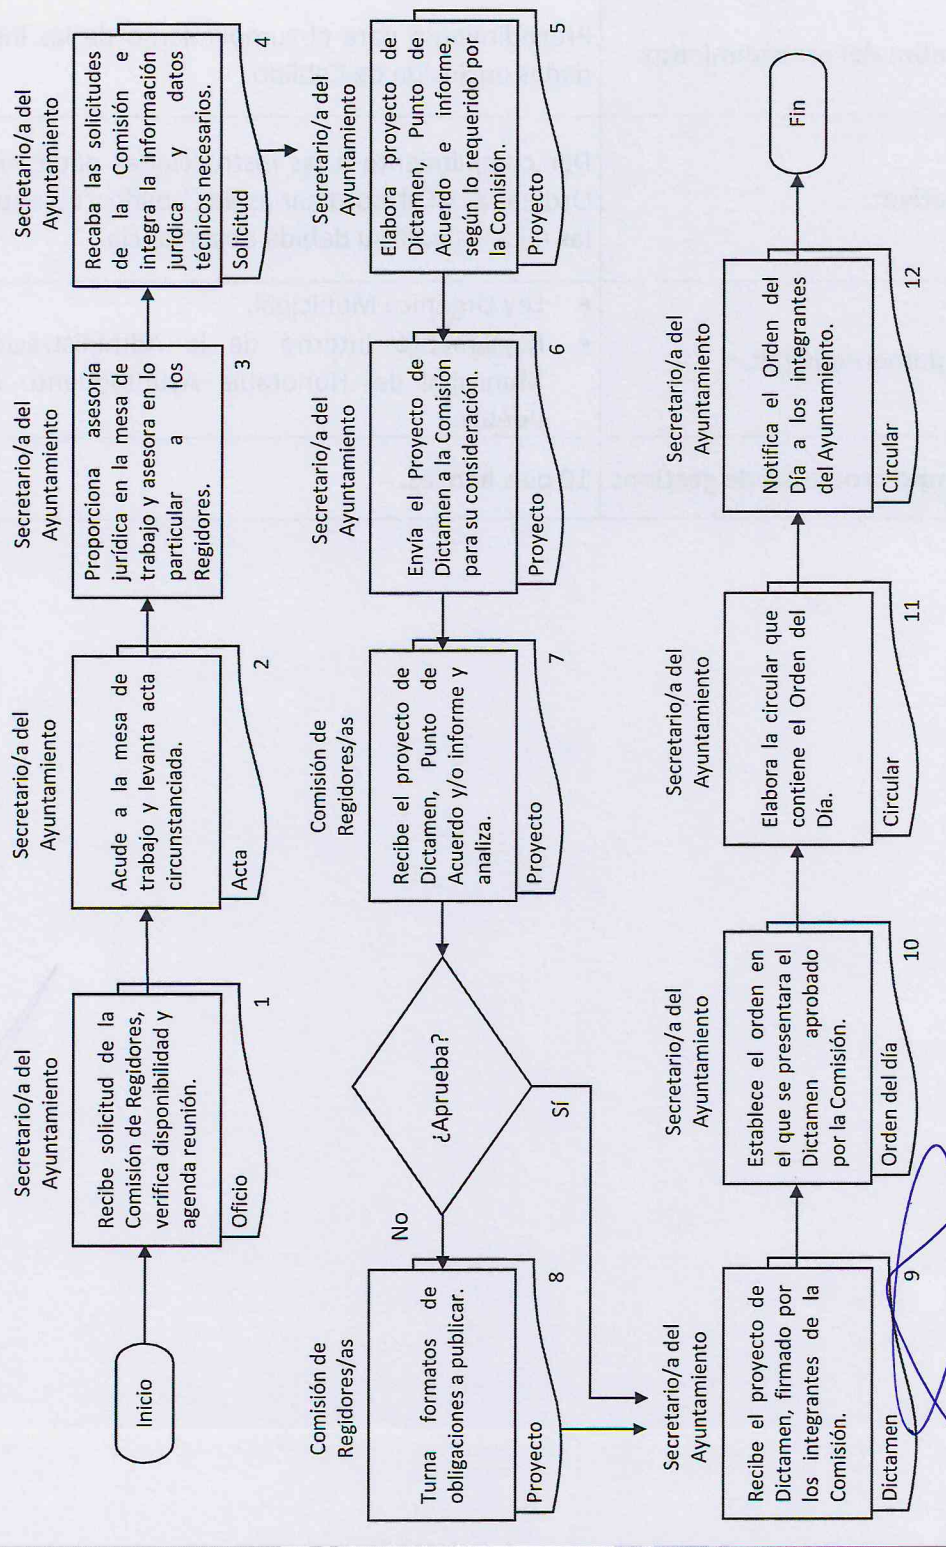 Inicio
Secretario/a del
Ayuntamiento
Recibe solicitud de la
Comisión de Regidores,
verifica disponibilidad y
agenda reunión.
Oficio
1
Secretario/a del
Ayuntamiento
Acude a la mesa de
trabajo y levanta acta
circunstanciada.
Acta
2
Secretario/a del
Ayuntamiento
Proporciona asesoría
jurídica en la mesa de
trabajo y asesora en lo
particular a los
Regidores.
3
Secretario/a del
Ayuntamiento
Recaba las solicitudes
de la Comisión e
integra la información
jurídica y datos
técnicos necesarios.
Solicitud
4
Secretario/a del
Ayuntamiento
Elabora proyecto de
Dictamen, Punto de
Acuerdo e informe,
según lo requerido por
la Comisión.
Proyecto
5
Secretario/a del
Ayuntamiento
Envía el Proyecto de
Dictamen la Comisión
para su consideración.
Proyecto
6
Comisión de
Regidores/as
Recibe el proyecto de
Dictamen, Punto de
Acuerdo y/o informe y
analiza.
Proyecto
7
¿Aprueba?
No
Sí
Comisión de
Regidores/as
Turna formatos de
obligaciones a publicar.
Proyecto
8
Secretario/a del
Ayuntamiento
Recibe el proyecto de
Dictamen, firmado por
los integrantes de la
Comisión.
Dictamen
9
Secretario/a del
Ayuntamiento
Establece el orden en
el que se presentara el
Dictamen aprobado
por la Comisión.
Orden del día
10
Secretario/a del
Ayuntamiento
Elabora la circular que
contiene el Orden del
Día.
Circular
11
Secretario/a del
Ayuntamiento
Notifica el Orden del
Día a los integrantes
del Ayuntamiento.
Circular
12
Fin